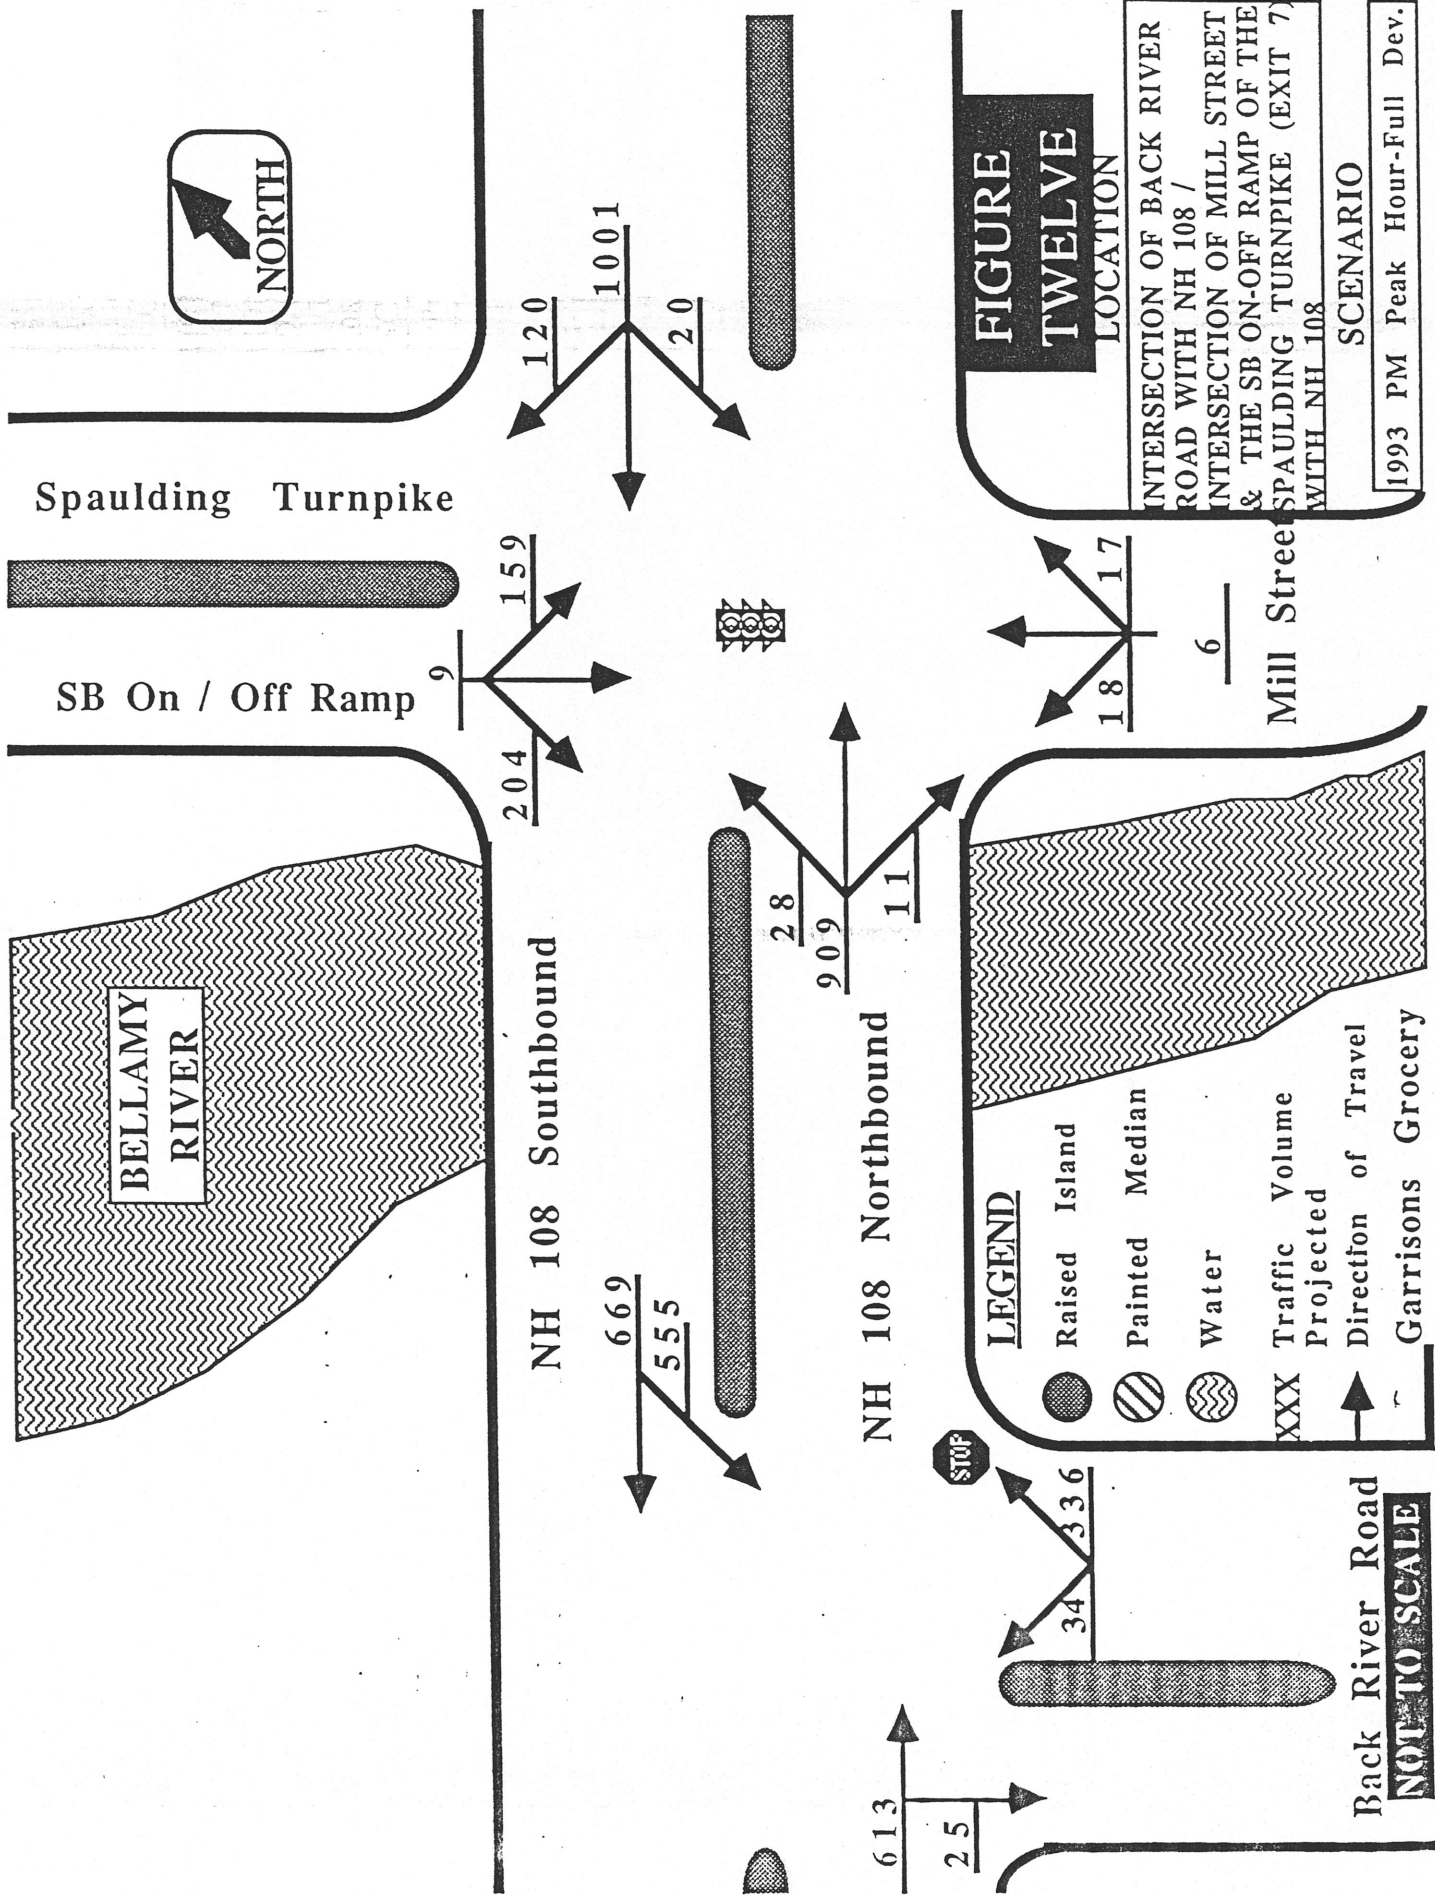 NORTH
Spaulding Turnpike
SB On / Off Ramp
BELLAMY
RIVER
120
1001
20
159
9
204
NH 108 Southbound
669
555
28
909
11
NH 108 Northbound
17
6
18
Mill Street
STOP
336
34
613
25
Back River Road
NOT TO SCALE
LEGEND
Raised Island
Painted Median
Water
XXX Traffic Volume
Projected
Direction of Travel
Garrisons Grocery
FIGURE
TWELVE
LOCATION
INTERSECTION OF BACK RIVER
ROAD WITH NH 108 /
INTERSECTION OF MILL STREET
& THE SB ON-OFF RAMP OF THE
SPAULDING TURNPIKE (EXIT 7)
WITH NH 108
SCENARIO
1993 PM Peak Hour-Full Dev.